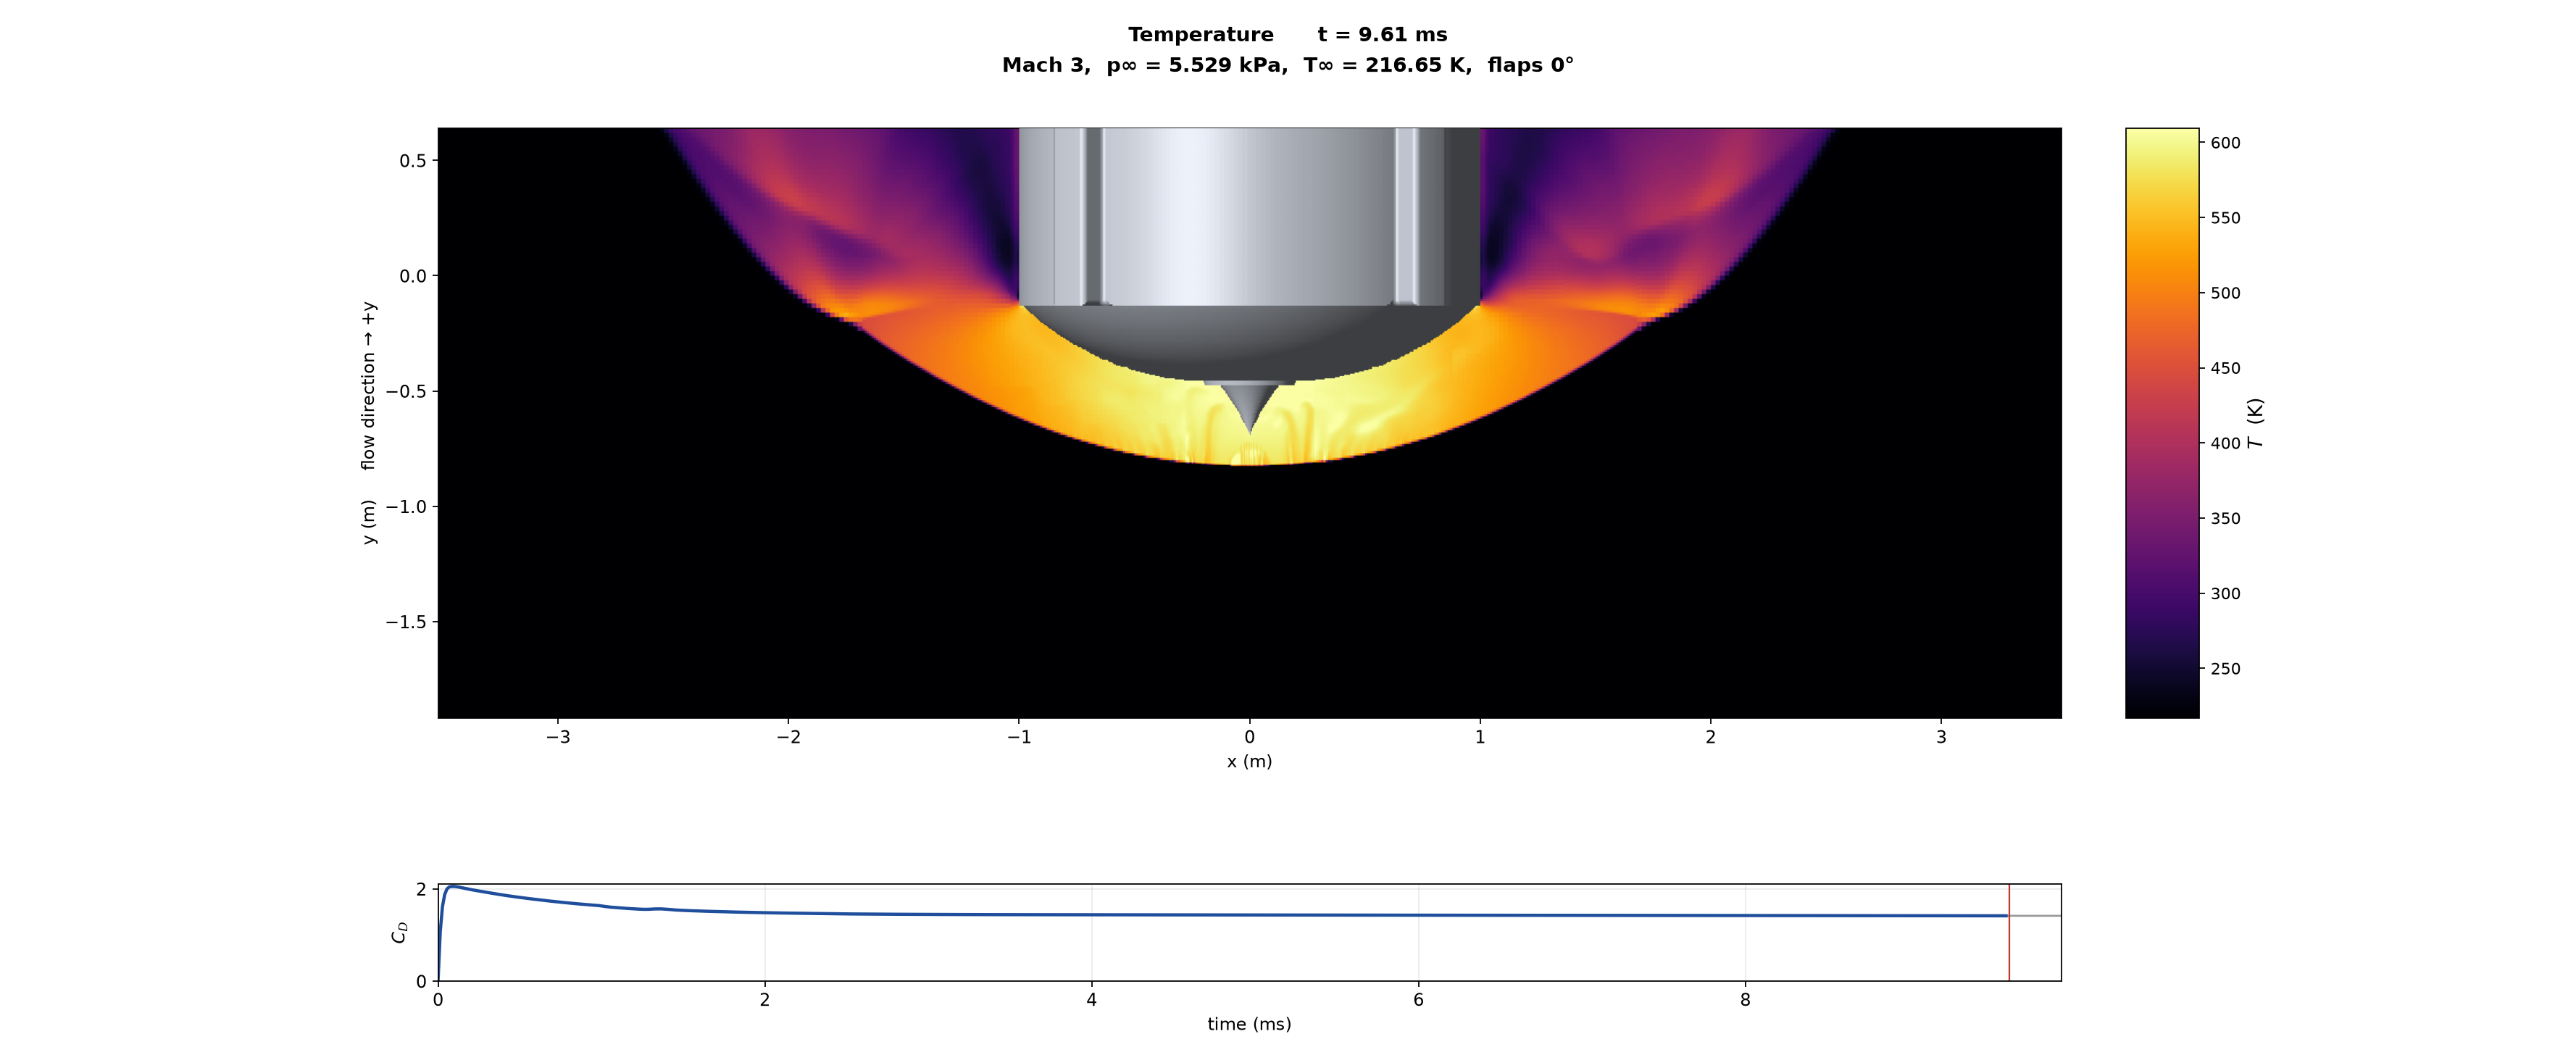 Temperature t = 9.61 ms
Mach 3, p∞ = 5.529 kPa, T∞ = 216.65 K, flaps 0°
y (m) flow direction → +y
0.5
0.0
−0.5
−1.0
−1.5
−3 −2 −1 0 1 2 3
x (m)
600
550
500
450
400
350
300
250
T (K)
C_D
2
0
0 2 4 6 8
time (ms)